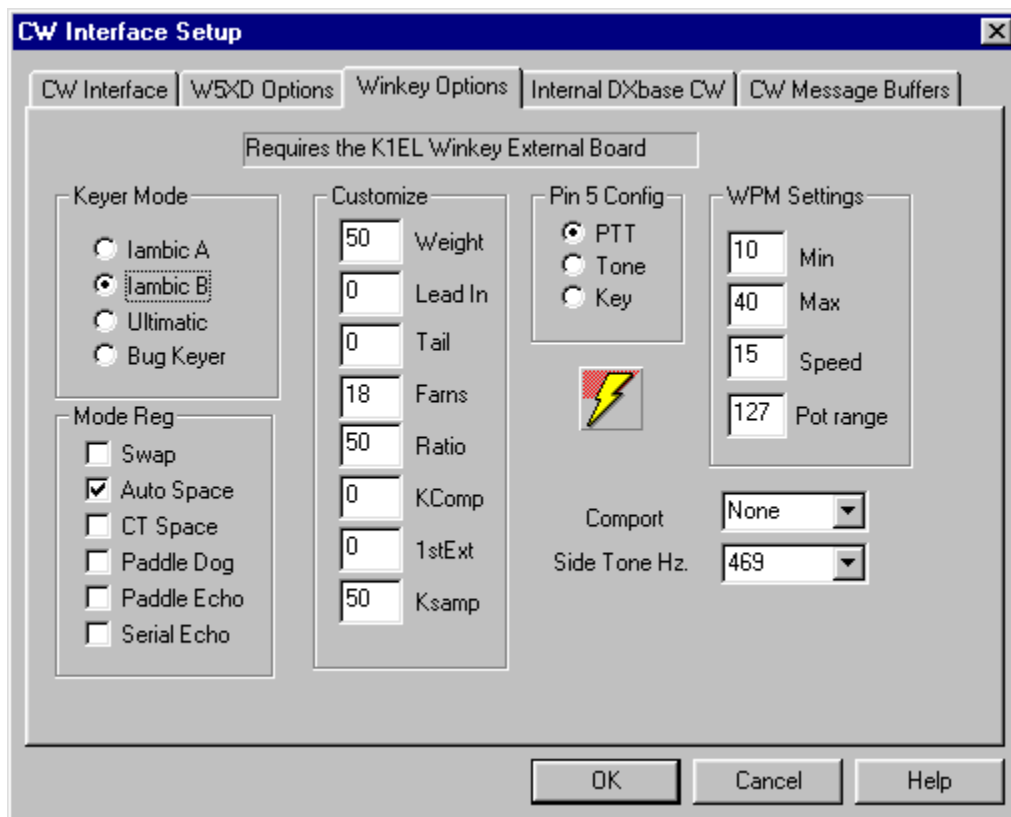 CW Interface Setup
CW Interface
W5XD Options
Winkey Options
Internal DXbase CW
CW Message Buffers
Requires the K1EL Winkey External Board
Keyer Mode
Iambic A
Iambic B
Ultimatic
Bug Keyer
Mode Reg
Swap
Auto Space
CT Space
Paddle Dog
Paddle Echo
Serial Echo
Customize
50 Weight
0 Lead In
0 Tail
18 Farns
50 Ratio
0 KComp
0 1stExt
50 Ksamp
Pin 5 Config
PTT
Tone
Key
WPM Settings
10 Min
40 Max
15 Speed
127 Pot range
Comport None
Side Tone Hz. 469
OK
Cancel
Help